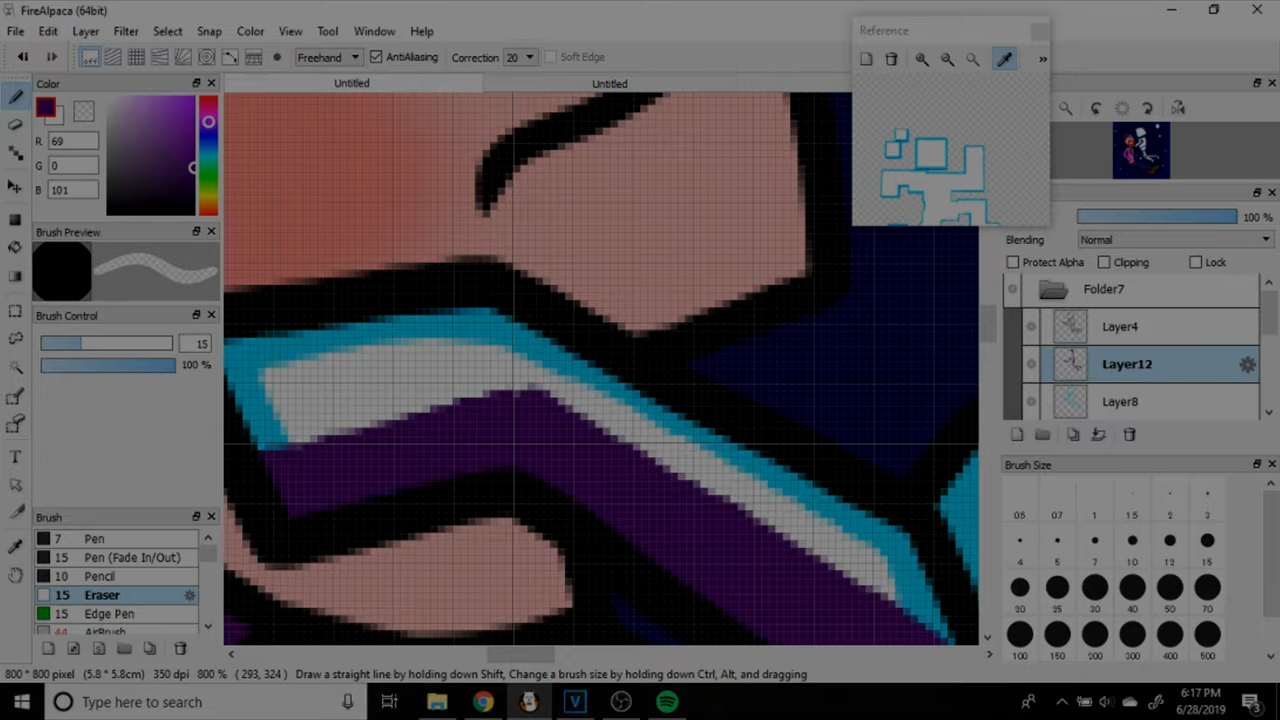 FireAlpaca (64bit)
File Edit Layer Filter Select Snap Color View Tool Window Help
Reference
off Freehand AntiAliasing Correction 20 Soft Edge
»
Color
Untitled Untitled
R 69
G 0
B 101
Brush Preview
100 %
Blending Normal
Protect Alpha Clipping Lock
Folder7
Brush Control
Layer4
15
100 %
Layer12
Layer8
Brush Size
Brush
05 07 1 1.5 2 3
7 Pen
15 Pen (Fade In/Out)
4 5 7 10 12 15
10 Pencil
15 Eraser
20 25 30 40 50 70
15 Edge Pen
44 AirBrush
100 150 200 300 400 500
800 * 800 pixel (5.8 * 5.8cm) 350 dpi 800 % ( 293, 324 ) Draw a straight line by holding down Shift, Change a brush size by holding down Ctrl, Alt, and dragging
Type here to search
6:17 PM
6/28/2019
3